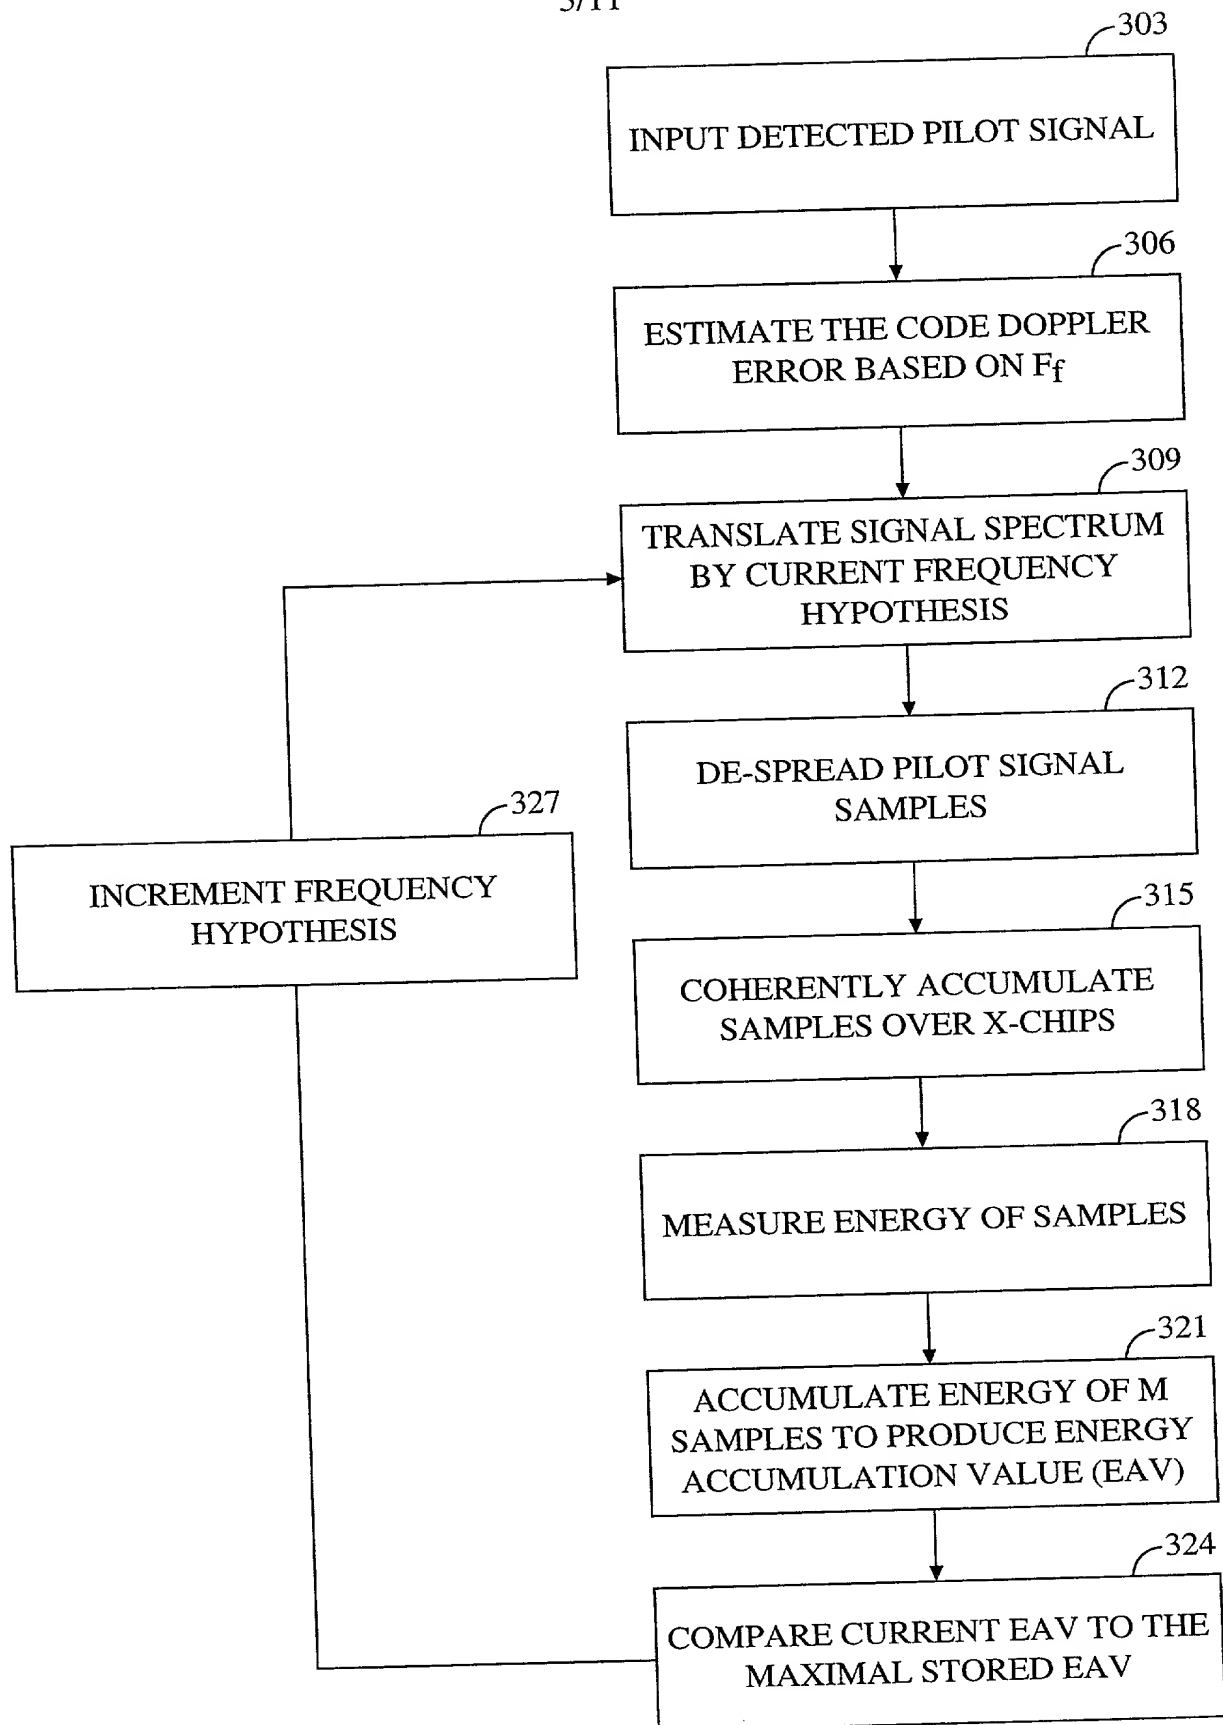 3/11
303
INPUT DETECTED PILOT SIGNAL
306
ESTIMATE THE CODE DOPPLER
ERROR BASED ON Ff
309
TRANSLATE SIGNAL SPECTRUM
BY CURRENT FREQUENCY
HYPOTHESIS
312
DE-SPREAD PILOT SIGNAL
SAMPLES
327
INCREMENT FREQUENCY
HYPOTHESIS
315
COHERENTLY ACCUMULATE
SAMPLES OVER X-CHIPS
318
MEASURE ENERGY OF SAMPLES
321
ACCUMULATE ENERGY OF M
SAMPLES TO PRODUCE ENERGY
ACCUMULATION VALUE (EAV)
324
COMPARE CURRENT EAV TO THE
MAXIMAL STORED EAV